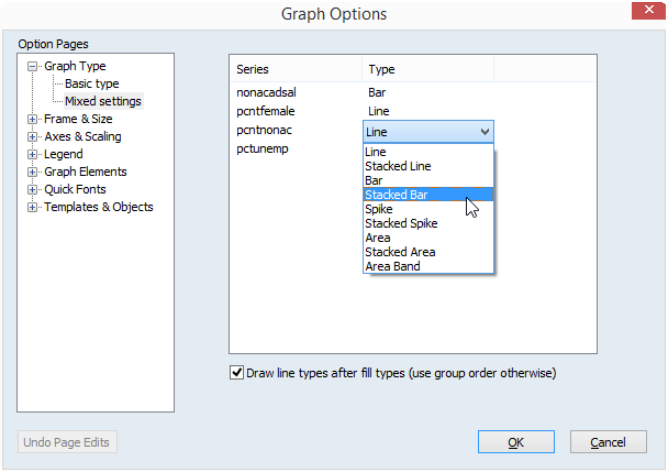 Graph Options
Option Pages
Graph Type
Basic type
Mixed settings
Frame & Size
Axes & Scaling
Legend
Graph Elements
Quick Fonts
Templates & Objects
Series Type
nonacadsal Bar
pcntfemale Line
pcntnonac Line
pctunemp
Line
Stacked Line
Bar
Stacked Bar
Spike
Stacked Spike
Area
Stacked Area
Area Band
Draw line types after fill types (use group order otherwise)
Undo Page Edits
OK
Cancel